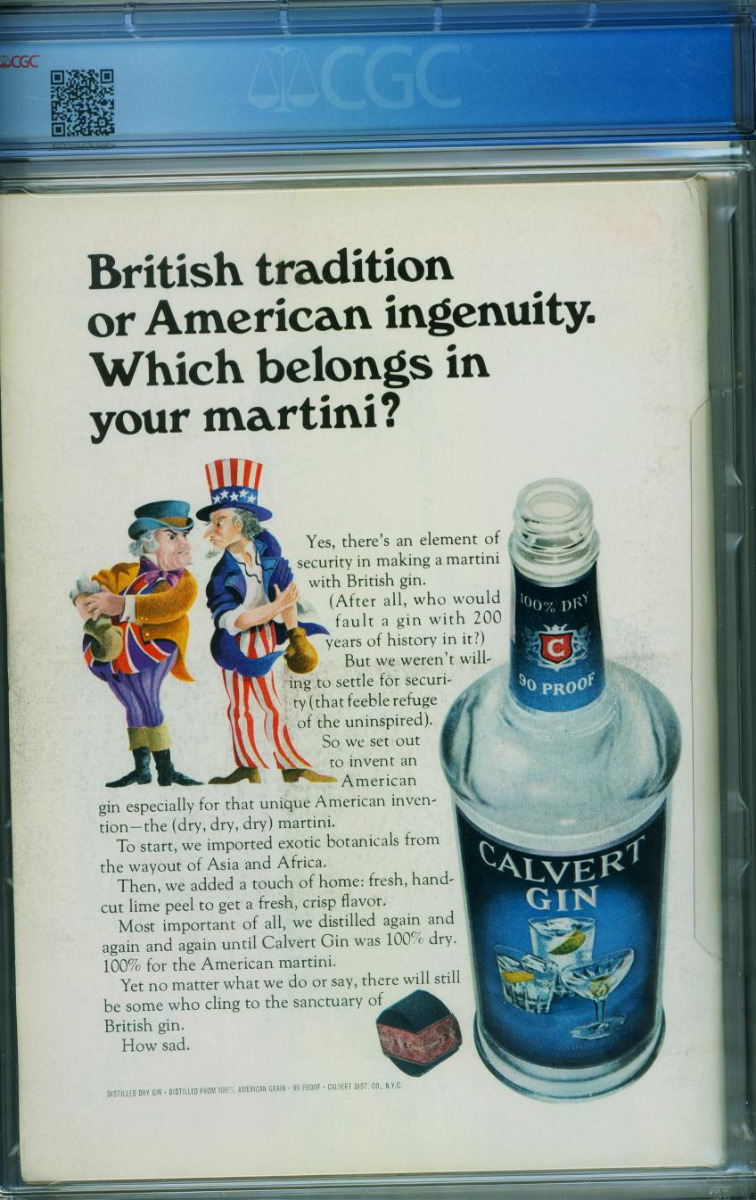 CGC
CGC
British tradition
or American ingenuity.
Which belongs in
your martini?
Yes, there's an element of
security in making a martini
with British gin.
(After all, who would
fault a gin with 200
years of history in it?)
But we weren't will-
ing to settle for securi-
ty (that feeble refuge
of the uninspired).
So we set out
to invent an
American
gin especially for that unique American inven-
tion—the (dry, dry, dry) martini.
To start, we imported exotic botanicals from
the wayout of Asia and Africa.
Then, we added a touch of home: fresh, hand-
cut lime peel to get a fresh, crisp flavor.
Most important of all, we distilled again and
again and again until Calvert Gin was 100% dry.
100% for the American martini.
Yet no matter what we do or say, there will still
be some who cling to the sanctuary of
British gin.
How sad.
100% DRY
C
90 PROOF
CALVERT
GIN
DISTILLED DRY GIN • DISTILLED FROM 100% AMERICAN GRAIN • 90 PROOF • CALVERT DIST. CO., N.Y.C.